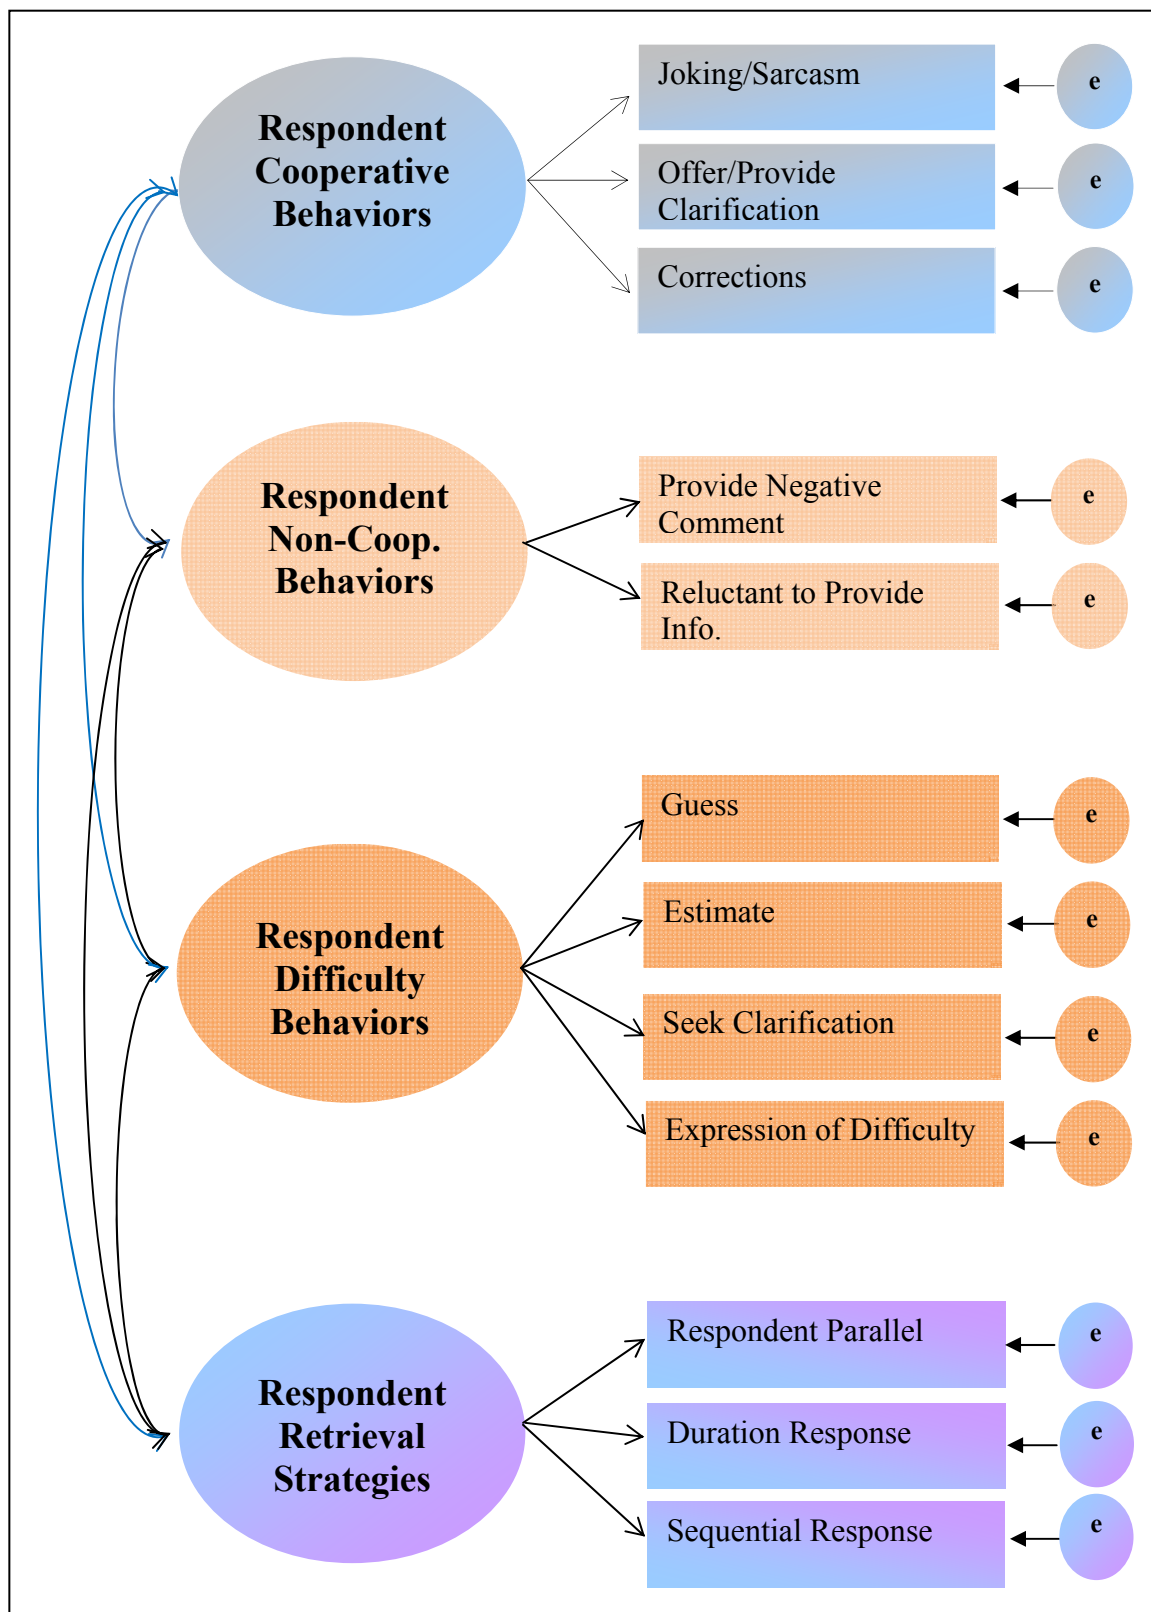 Respondent
Cooperative
Behaviors
Joking/Sarcasm
e
Offer/Provide
Clarification
e
Corrections
e
Respondent
Non-Coop.
Behaviors
Provide Negative
Comment
e
Reluctant to Provide
Info.
e
Respondent
Difficulty
Behaviors
Guess
e
Estimate
e
Seek Clarification
e
Expression of Difficulty
e
Respondent
Retrieval
Strategies
Respondent Parallel
e
Duration Response
e
Sequential Response
e